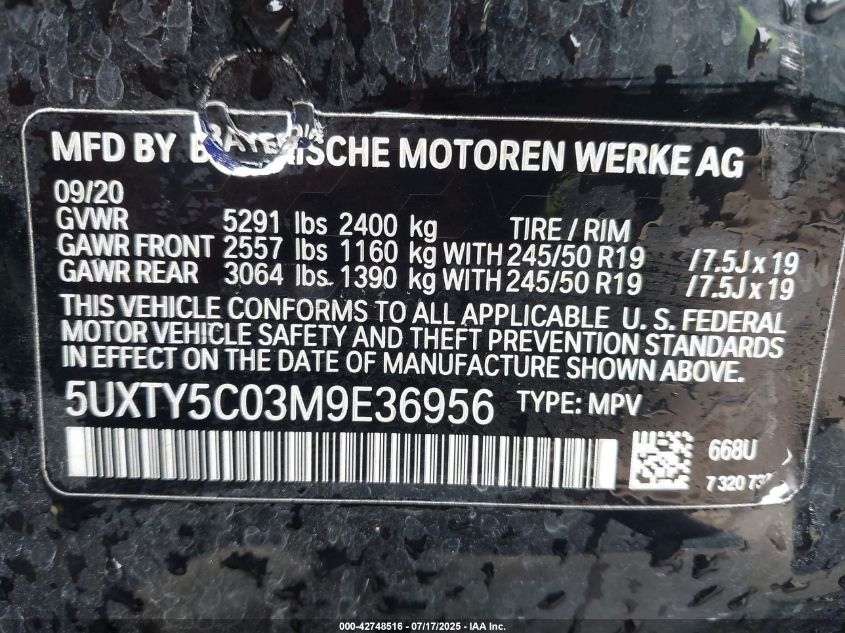 MFD BY BAYERISCHE MOTOREN WERKE AG
09/20
GVWR 5291 lbs 2400 kg TIRE / RIM
GAWR FRONT 2557 lbs 1160 kg WITH 245/50 R19 /7.5J x 19
GAWR REAR 3064 lbs 1390 kg WITH 245/50 R19 /7.5J x 19
THIS VEHICLE CONFORMS TO ALL APPLICABLE U. S. FEDERAL
MOTOR VEHICLE SAFETY AND THEFT PREVENTION STANDARDS
IN EFFECT ON THE DATE OF MANUFACTURE SHOWN ABOVE.
5UXTY5C03M9E36956 TYPE: MPV
668U
7 320
000-42748516 - 07/17/2025 - IAA Inc.